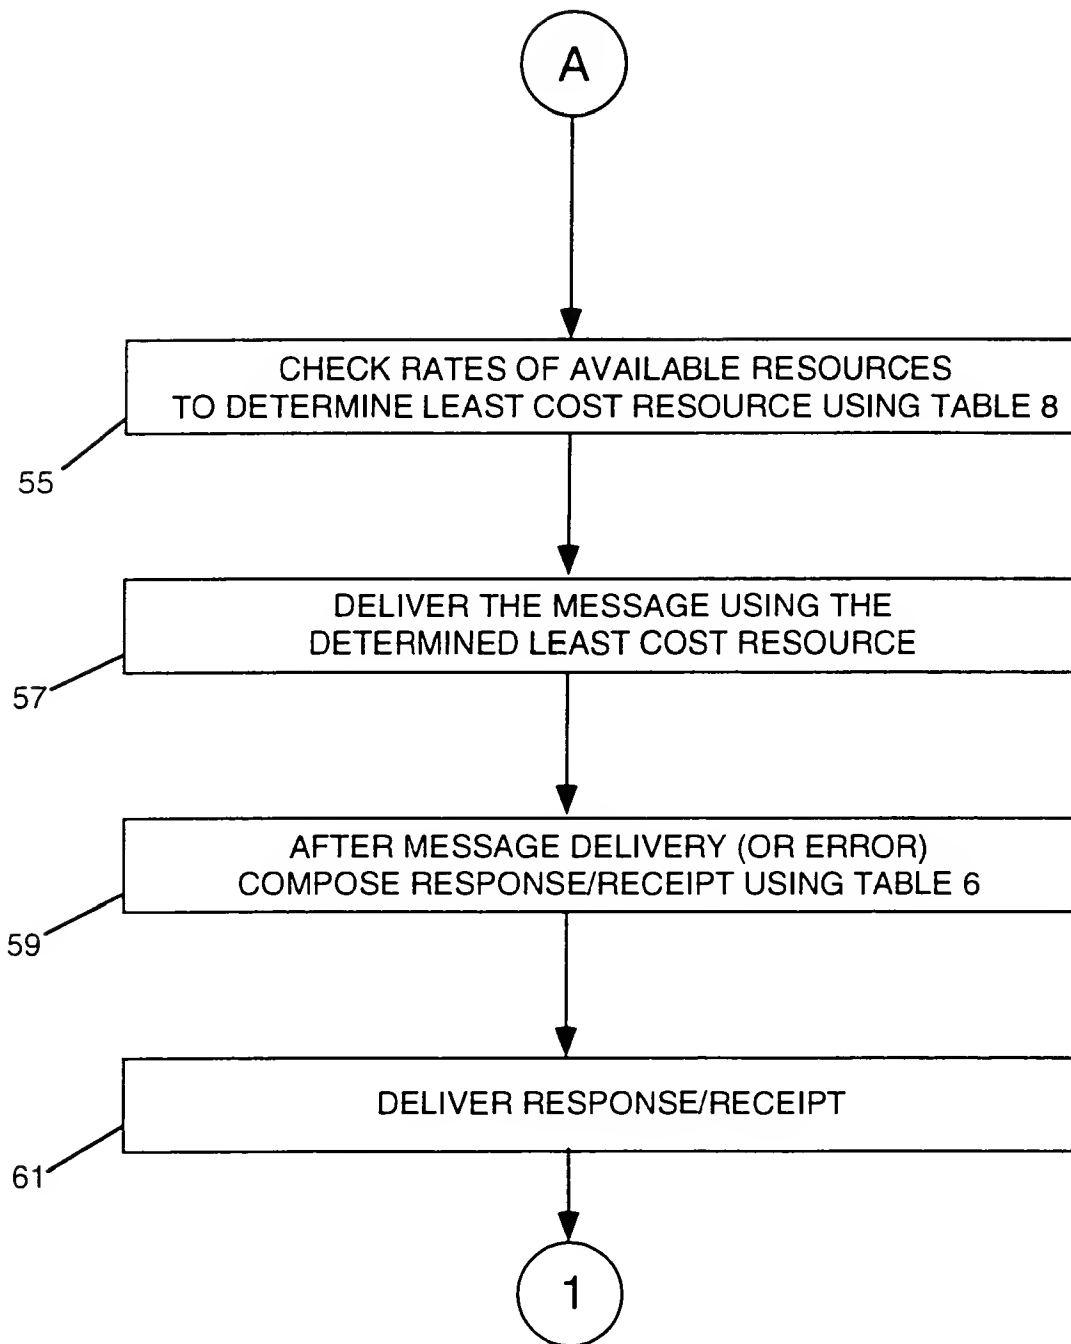 A
CHECK RATES OF AVAILABLE RESOURCES
TO DETERMINE LEAST COST RESOURCE USING TABLE 8
55
DELIVER THE MESSAGE USING THE
DETERMINED LEAST COST RESOURCE
57
AFTER MESSAGE DELIVERY (OR ERROR)
COMPOSE RESPONSE/RECEIPT USING TABLE 6
59
DELIVER RESPONSE/RECEIPT
61
1